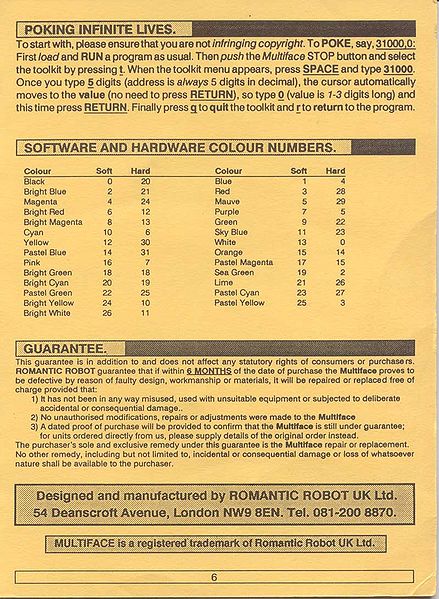 POKING INFINITE LIVES.
To start with, please ensure that you are not infringing copyright. To POKE, say, 31000,0:
First load and RUN a program as usual. Then push the Multiface STOP button and select
the toolkit by pressing t. When the toolkit menu appears, press SPACE and type 31000.
Once you type 5 digits (address is always 5 digits in decimal), the cursor automatically
moves to the value (no need to press RETURN), so type 0 (value is 1-3 digits long) and
this time press RETURN. Finally press q to quit the toolkit and r to return to the program.
SOFTWARE AND HARDWARE COLOUR NUMBERS.
Colour Soft Hard Colour Soft Hard
Black 0 20 Blue 1 4
Bright Blue 2 21 Red 3 28
Magenta 4 24 Mauve 5 29
Bright Red 6 12 Purple 7 5
Bright Magenta 8 13 Green 9 22
Cyan 10 6 Sky Blue 11 23
Yellow 12 30 White 13 0
Pastel Blue 14 31 Orange 15 14
Pink 16 7 Pastel Magenta 17 15
Bright Green 18 18 Sea Green 19 2
Bright Cyan 20 19 Lime 21 26
Pastel Green 22 25 Pastel Cyan 23 27
Bright Yellow 24 10 Pastel Yellow 25 3
Bright White 26 11
GUARANTEE.
This guarantee is in addition to and does not affect any statutory rights of consumers or purchasers.
ROMANTIC ROBOT guarantee that if within 6 MONTHS of the date of purchase the Multiface proves to
be defective by reason of faulty design, workmanship or materials, it will be repaired or replaced free of
charge provided that:
1) It has not been in any way misused, used with unsuitable equipment or subjected to deliberate
accidental or consequential damage..
2) No unauthorised modifications, repairs or adjustments were made to the Multiface
3) A dated proof of purchase will be provided to confirm that the Multiface is still under guarantee;
for units ordered directly from us, please supply details of the original order instead.
The purchaser's sole and exclusive remedy under this guarantee is the Multiface repair or replacement.
No other remedy, including but not limited to, incidental or consequential damage or loss of whatsoever
nature shall be available to the purchaser.
Designed and manufactured by ROMANTIC ROBOT UK Ltd.
54 Deanscroft Avenue, London NW9 8EN. Tel. 081-200 8870.
MULTIFACE is a registered trademark of Romantic Robot UK Ltd.
6